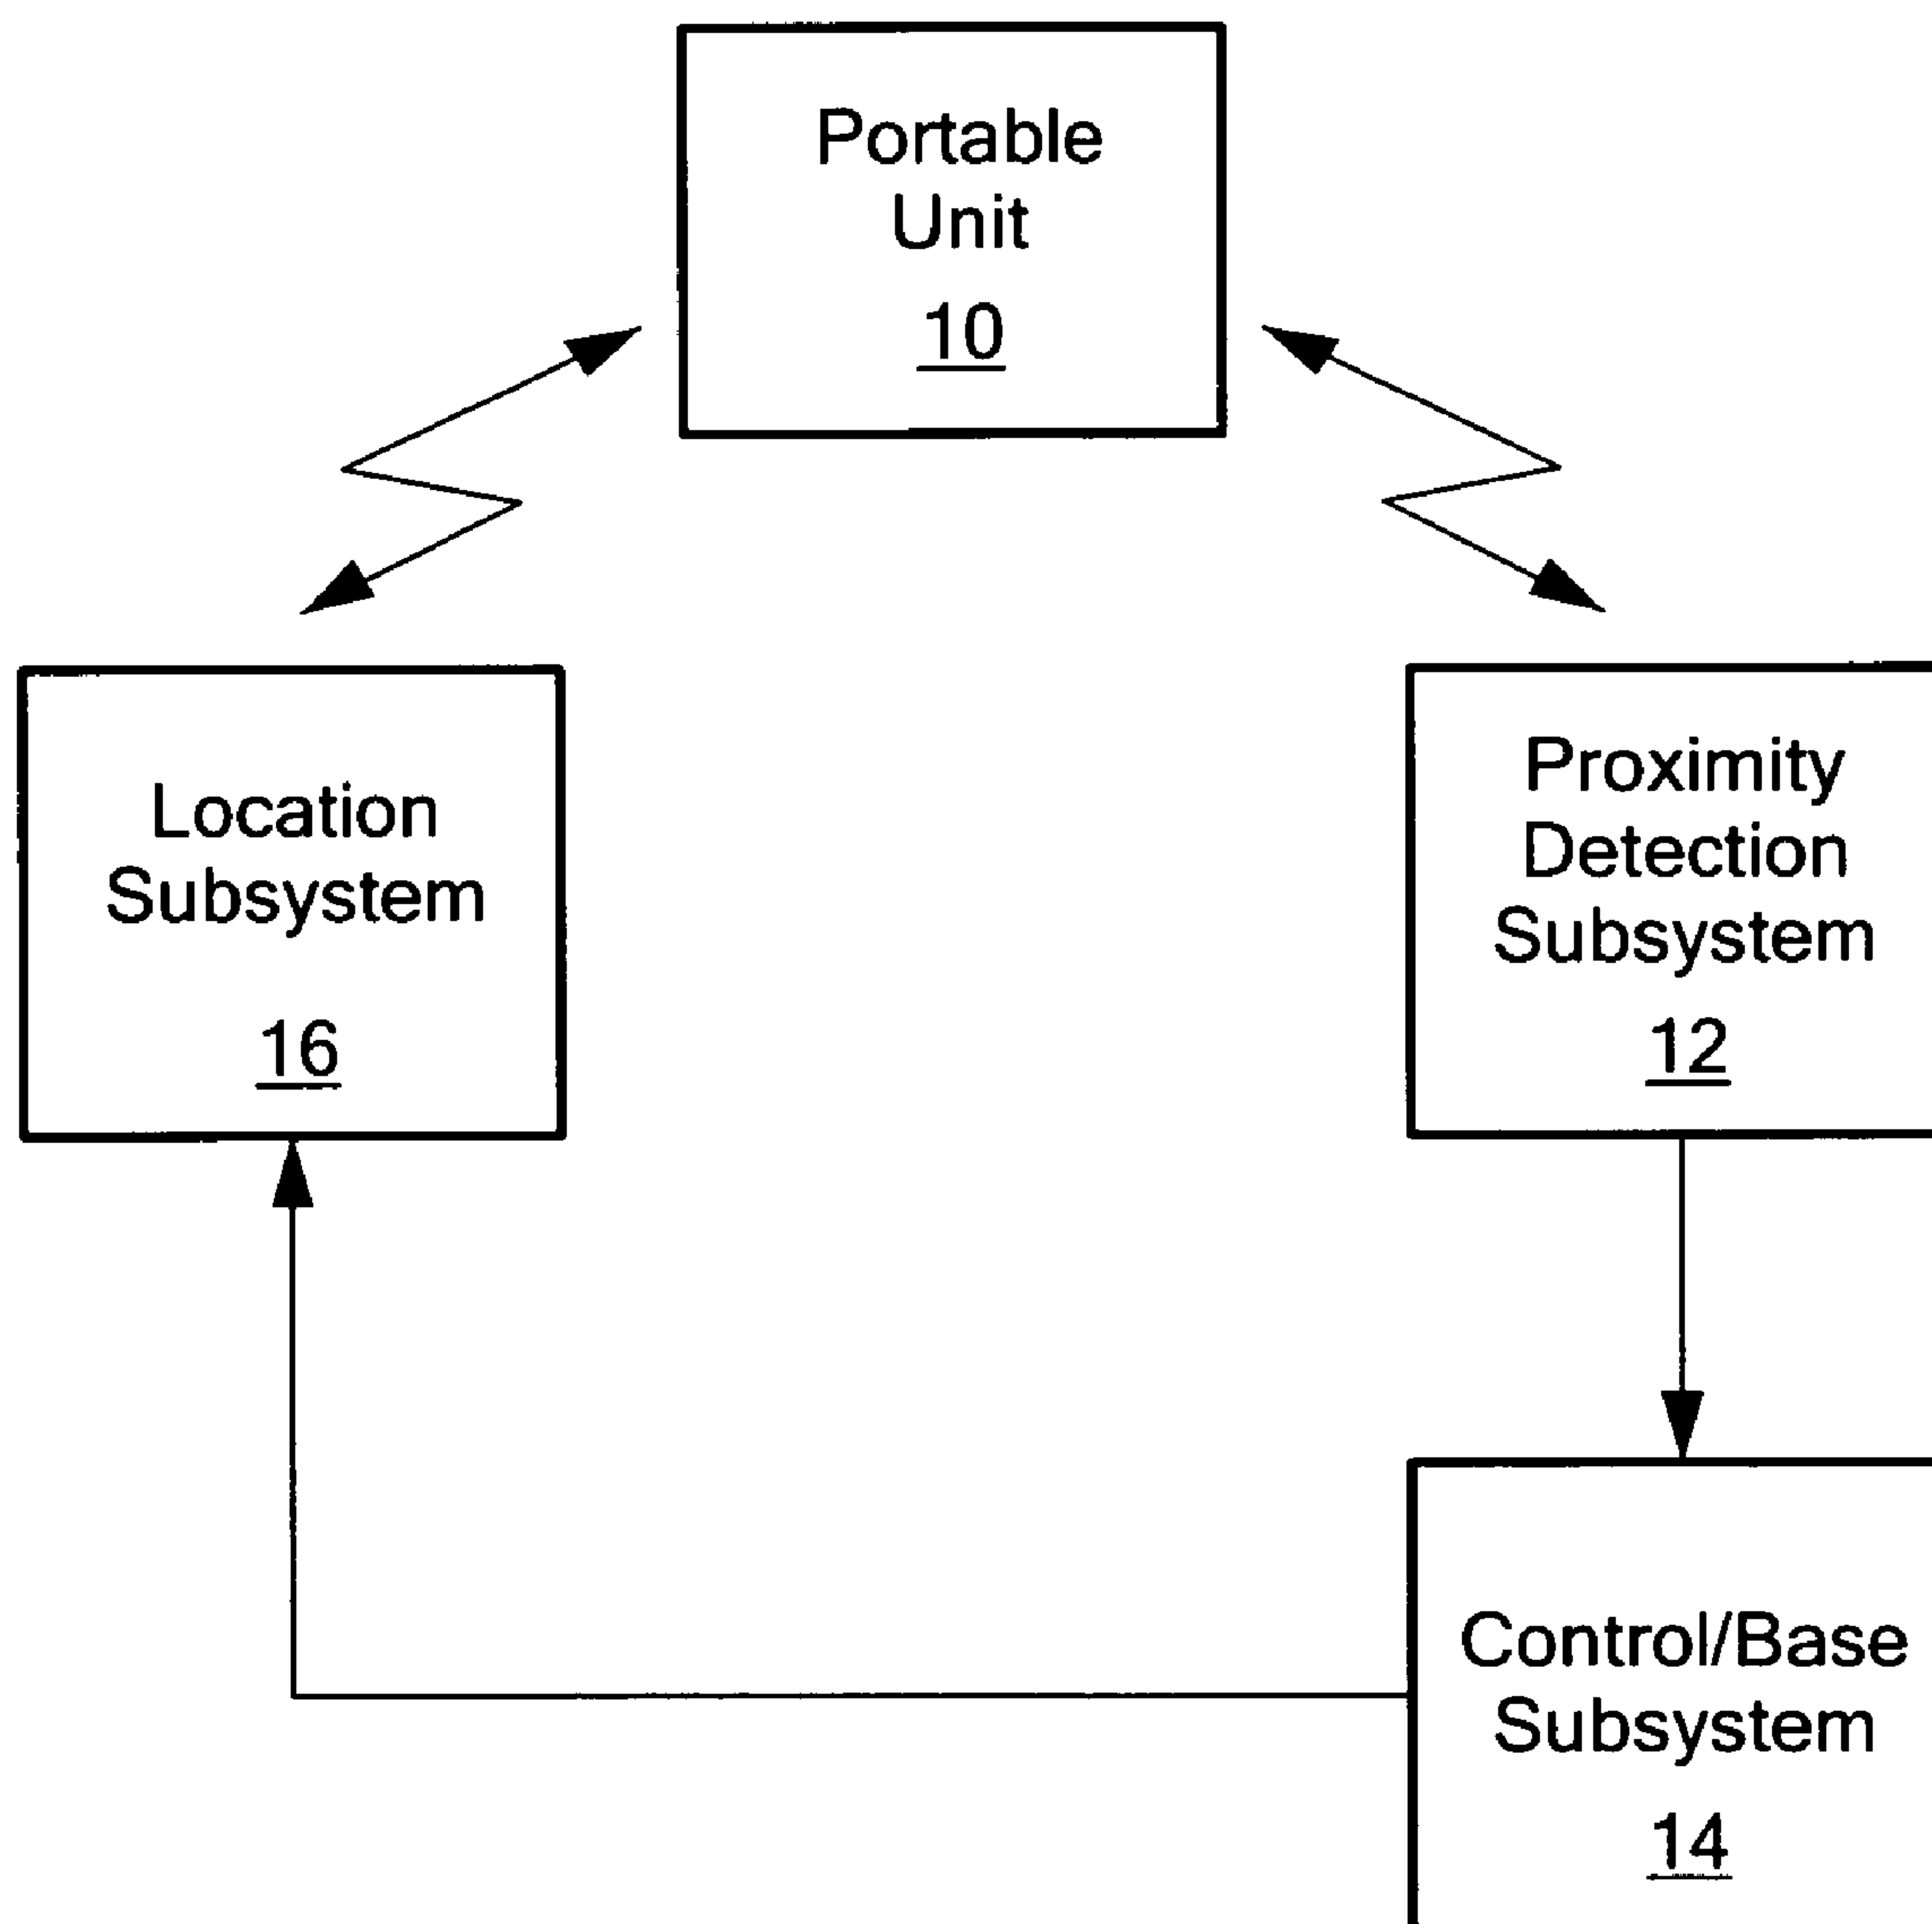 Portable
Unit
10
Location
Subsystem
16
Proximity
Detection
Subsystem
12
Control/Base
Subsystem
14